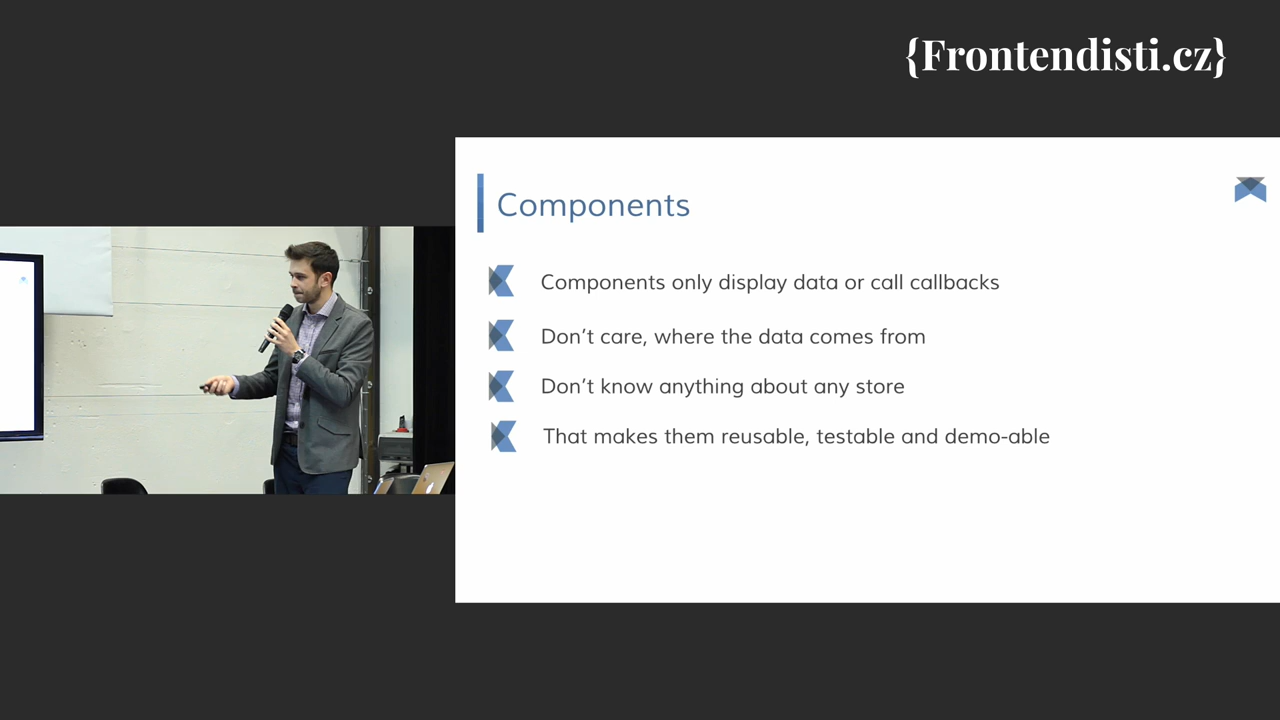 {Frontendisti.cz}
Components
Components only display data or call callbacks
Don't care, where the data comes from
Don't know anything about any store
That makes them reusable, testable and demo-able